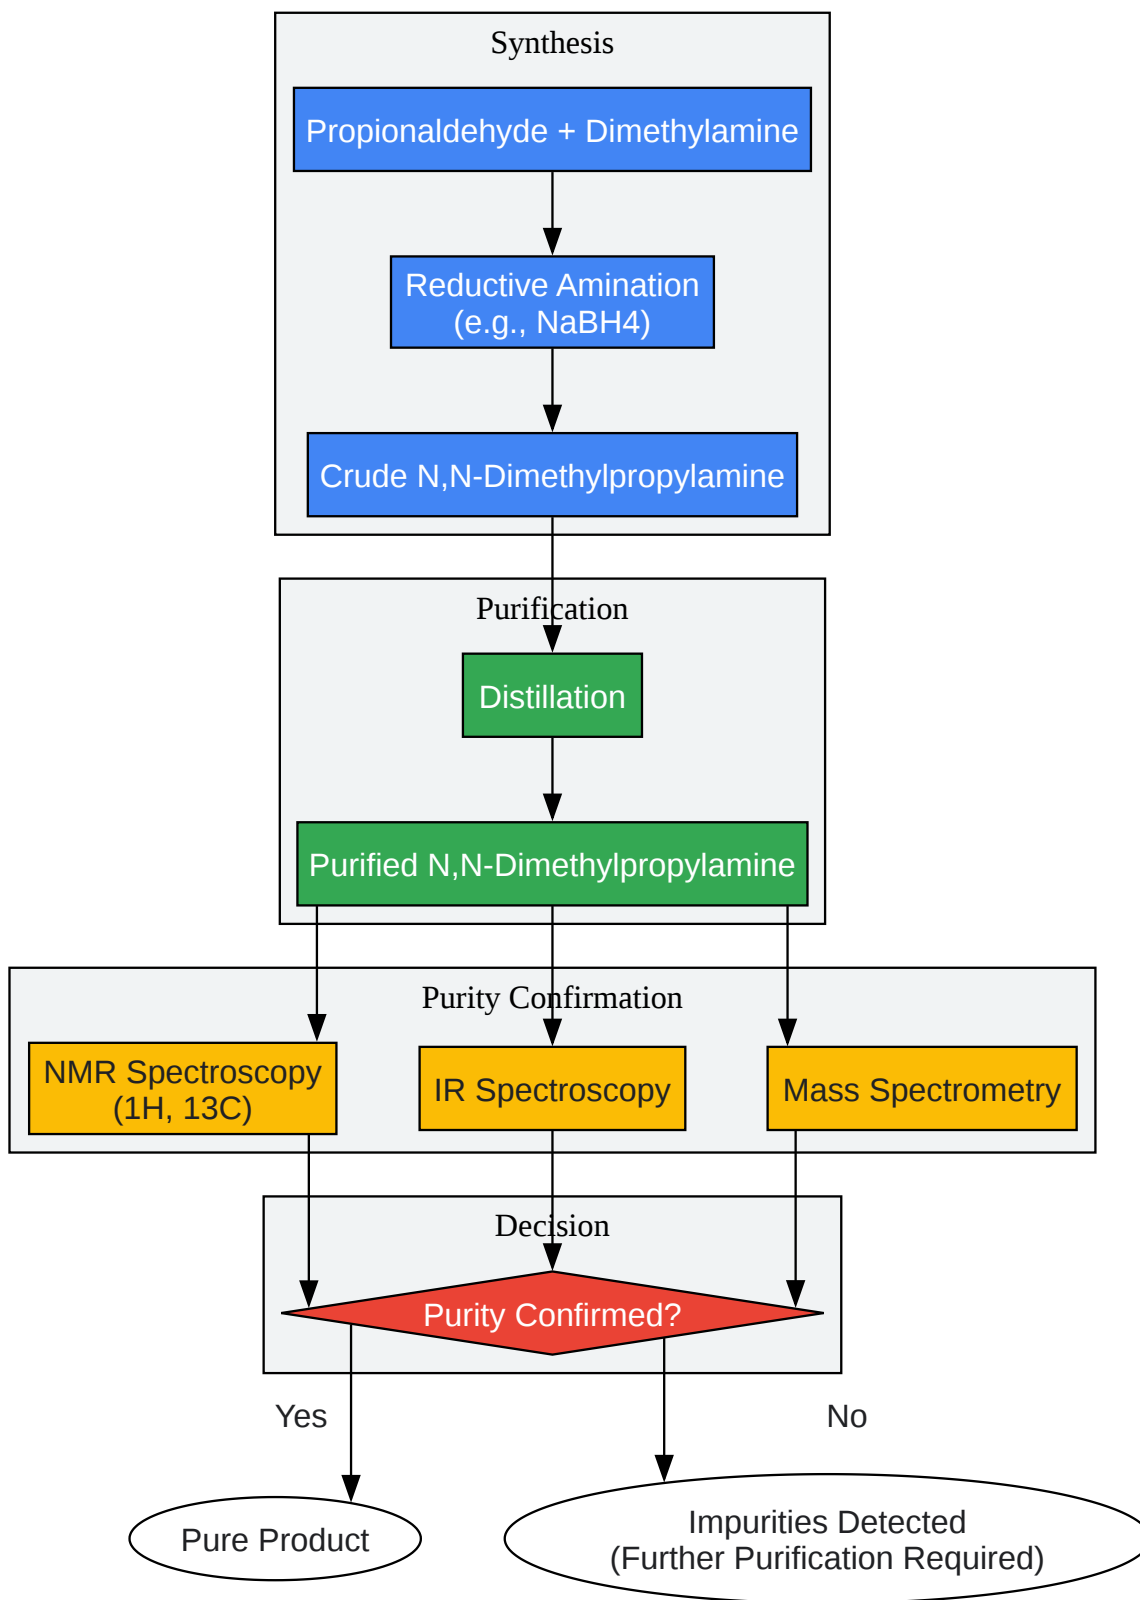 Synthesis
Propionaldehyde + Dimethylamine
Reductive Amination
(e.g., NaBH4)
Crude N,N-Dimethylpropylamine
Purification
Distillation
Purified N,N-Dimethylpropylamine
Purity Confirmation
NMR Spectroscopy
(1H, 13C)
IR Spectroscopy
Mass Spectrometry
Decision
Purity Confirmed?
Yes
No
Pure Product
Impurities Detected
(Further Purification Required)